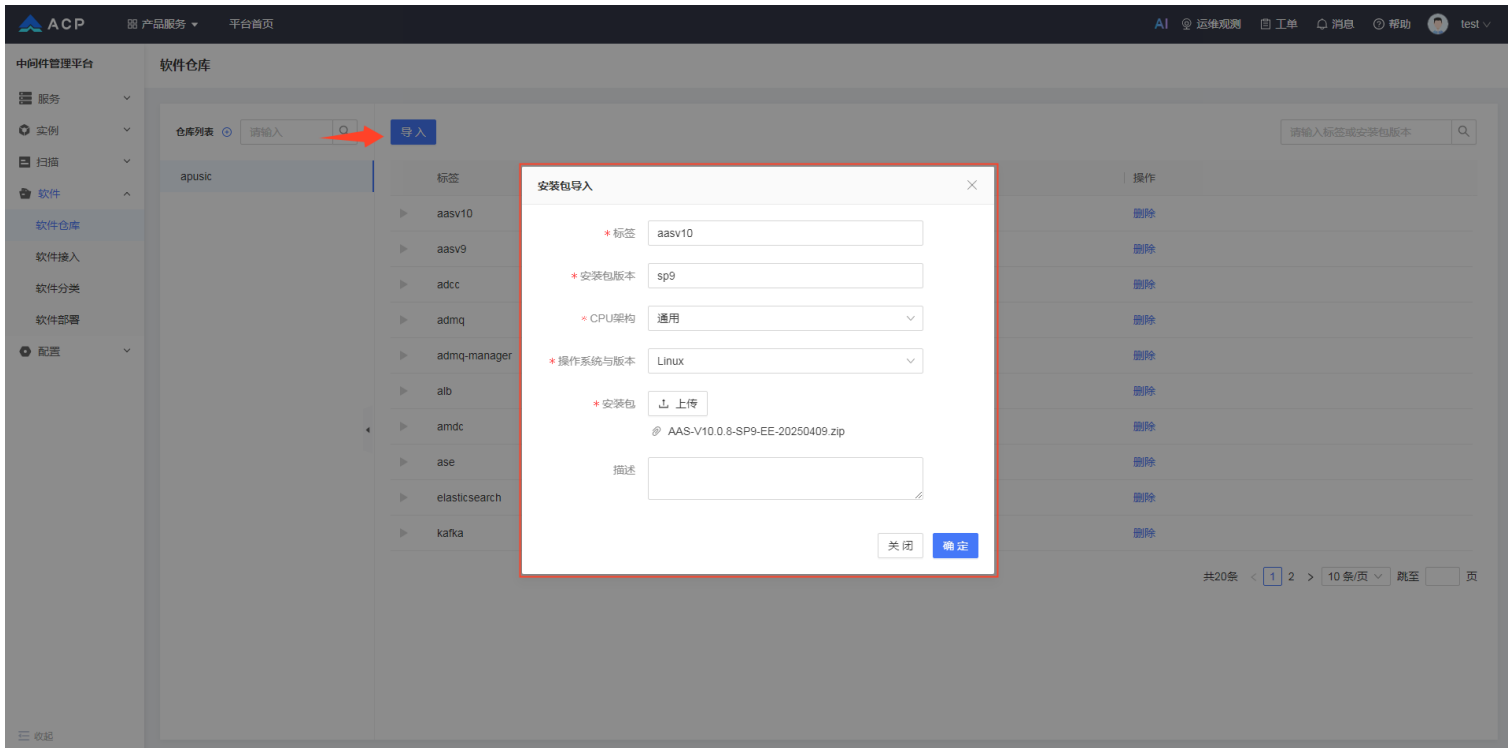 ACP 产品服务 平台首页 AI 运维观测 工单 消息 帮助 test
中间件管理平台 软件仓库
服务
实例
扫描
软件
软件仓库
软件接入
软件分类
软件部署
配置
收起
仓库列表 请输入
apusic
导入 请输入标签或安装包版本
标签 操作
aasv10 删除
aasv9 删除
adcc 删除
admq 删除
admq-manager 删除
alb 删除
amdc 删除
ase 删除
elasticsearch 删除
kafka 删除
共20条 1 2 10 条/页 跳至 页
安装包导入
*标签 aasv10
*安装包版本 sp9
*CPU架构 通用
*操作系统与版本 Linux
*安装包 上传
AAS-V10.0.8-SP9-EE-20250409.zip
描述
关闭 确定